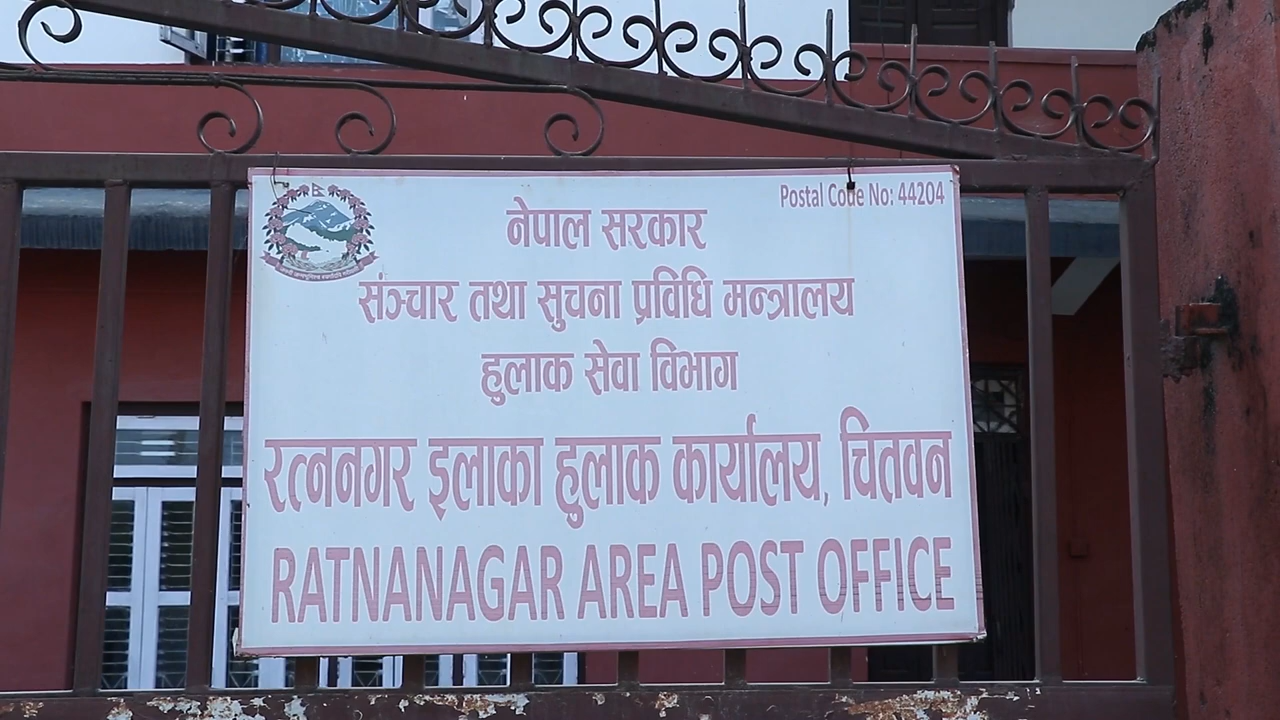 Postal Code No: 44204
नेपाल सरकार
संञ्चार तथा सुचना प्रविधि मन्त्रालय
हुलाक सेवा विभाग
रत्ननगर इलाका हुलाक कार्यालय, चितवन
RATNANAGAR AREA POST OFFICE